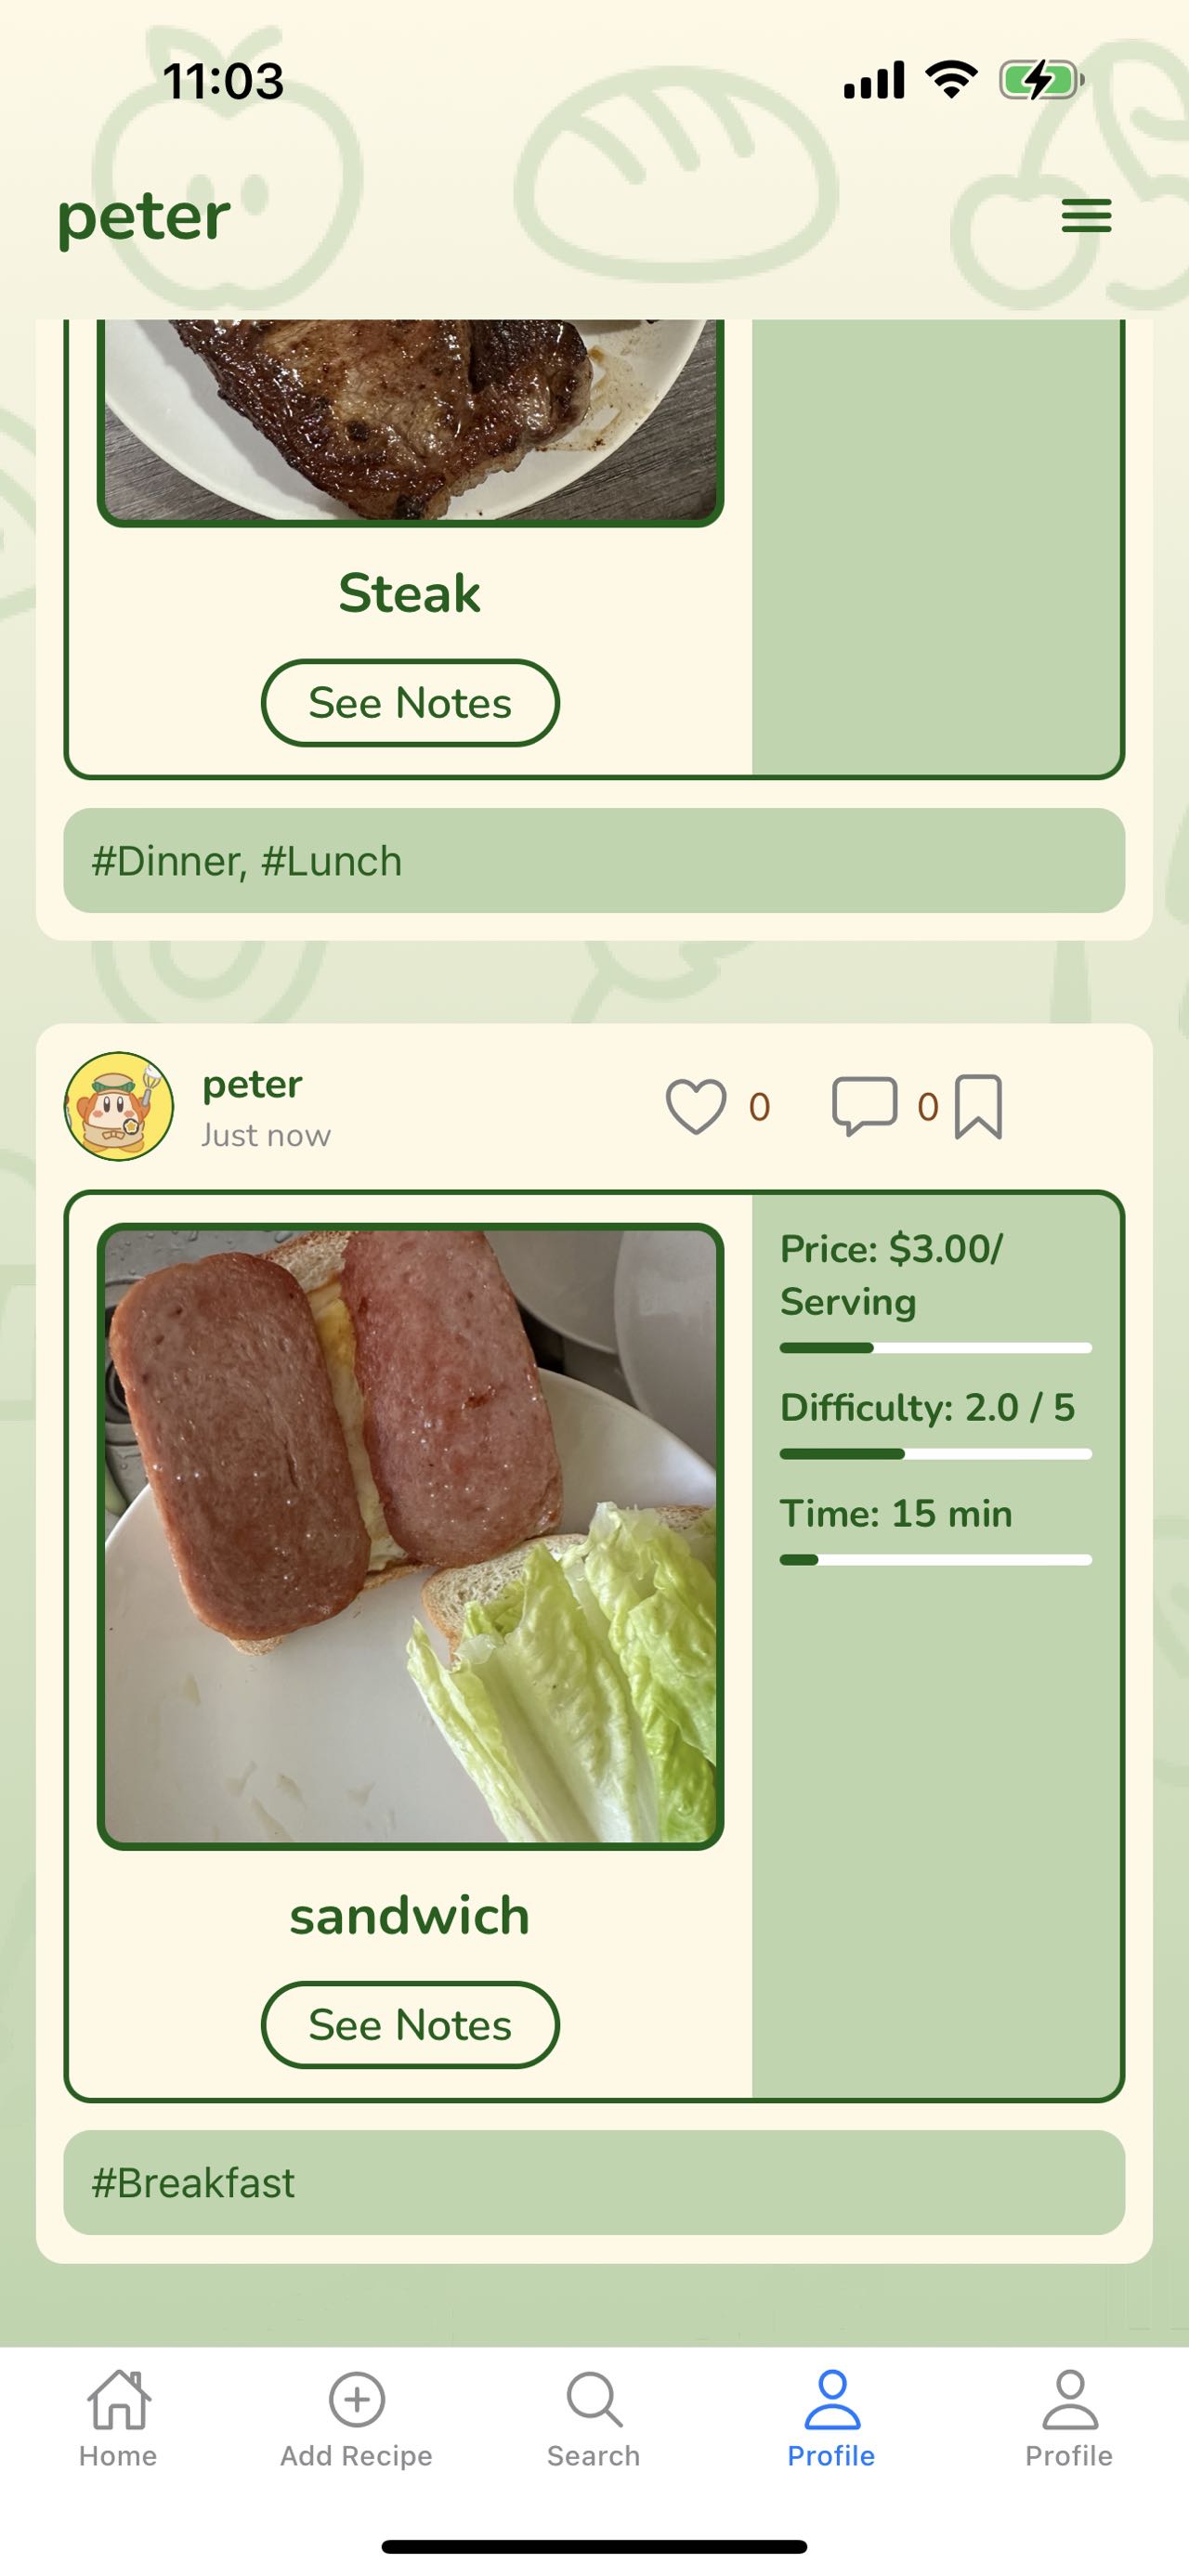 11:03
peter
Steak
See Notes
#Dinner, #Lunch
peter
Just now
0
0
Price: $3.00/
Serving
Difficulty: 2.0 / 5
Time: 15 min
sandwich
See Notes
#Breakfast
Home
Add Recipe
Search
Profile
Profile